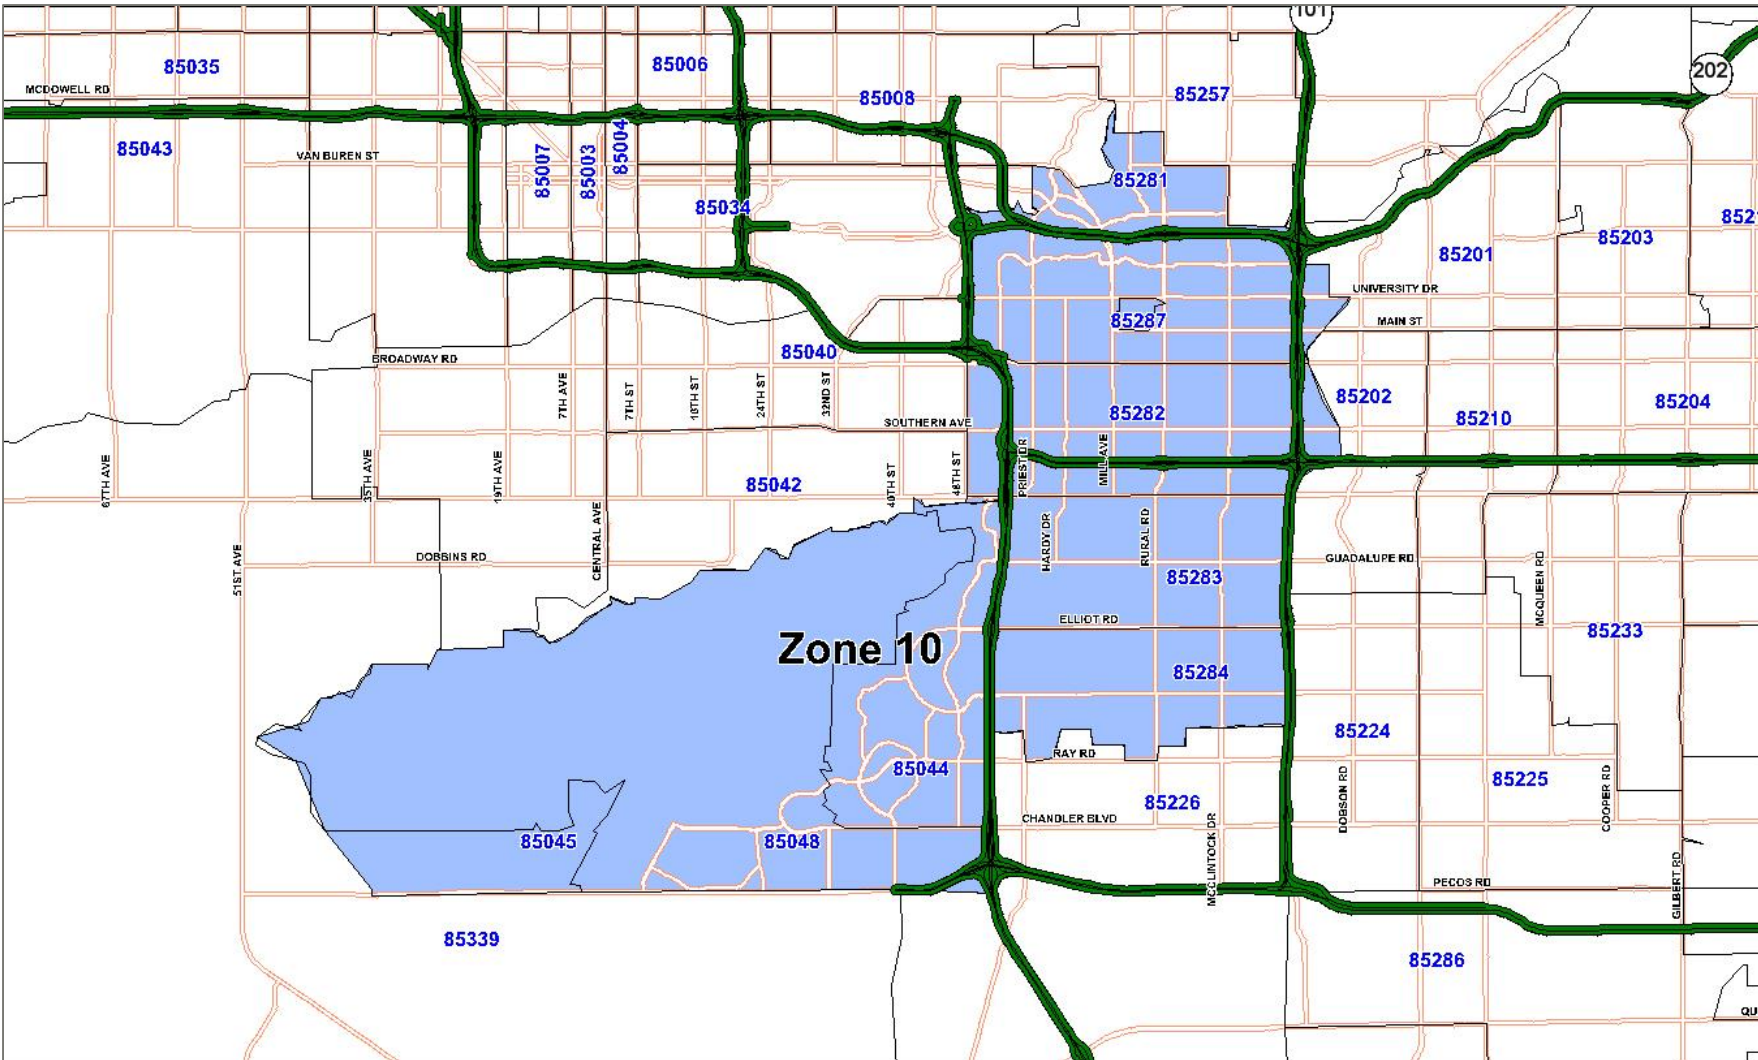 101
202
85035
85006
85008
85257
MCDOWELL RD
85043
VAN BUREN ST
85007
85003
85004
85034
85281
85201
85203
UNIVERSITY DR
85287
MAIN ST
BROADWAY RD
85040
7TH AVE
7TH ST
16TH ST
24TH ST
32ND ST
SOUTHERN AVE
85282
85202
85210
85204
67TH AVE
35TH AVE
19TH AVE
85042
40TH ST
48TH ST
PRIEST DR
MILL AVE
51ST AVE
DOBBINS RD
CENTRAL AVE
HARDY DR
RURAL RD
85283
GUADALUPE RD
MCQUEEN RD
ELLIOT RD
85233
Zone 10
85284
85224
RAY RD
85044
85226
DOBSON RD
85225
COOPER RD
CHANDLER BLVD
MCCLINTOCK DR
85045
85048
PECOS RD
GILBERT RD
85339
85286
QU